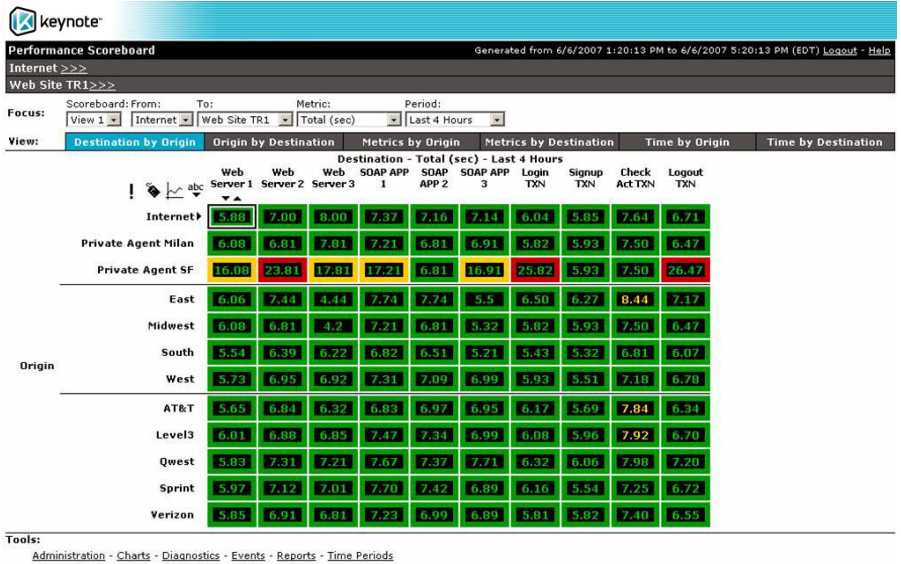 keynote
Performance Scoreboard Generated from 6/6/2007 1:20:13 PM to 6/6/2007 5:20:13 PM (EDT) Logout - Help
Internet >>>
Web Site TR1>>>
Scoreboard: From: To: Metric: Period:
Focus: View 1 Internet Web Site TR1 Total (sec) Last 4 Hours
View: Destination by Origin Origin by Destination Metrics by Origin Metrics by Destination Time by Origin Time by Destination
Destination - Total (sec) - Last 4 Hours
! abc Web Server 1 Web Server 2 Web Server 3 SOAP APP 1 SOAP APP 2 SOAP APP 3 Login TXN Signup TXN Check Act TXN Logout TXN
Internet 5.88 7.00 8.00 7.37 7.16 7.14 6.04 5.85 7.64 6.71
Private Agent Milan 6.08 6.81 7.81 7.21 6.81 6.91 5.82 5.93 7.50 6.47
Private Agent SF 16.08 23.81 17.81 17.21 6.81 16.91 25.82 5.93 7.50 26.47
East 6.06 7.44 4.44 7.74 7.74 5.5 6.50 6.27 8.44 7.17
Midwest 6.08 6.81 4.2 7.21 6.81 5.32 5.82 5.93 7.50 6.47
South 5.54 6.39 6.22 6.82 6.51 5.21 5.43 5.32 6.81 6.07
Origin
West 5.73 6.95 6.92 7.31 7.09 6.99 5.93 5.51 7.18 6.78
AT&T 5.65 6.84 6.32 6.83 6.97 6.95 6.17 5.69 7.84 6.34
Level3 6.01 6.88 6.85 7.47 7.34 6.99 6.08 5.96 7.92 6.70
Qwest 5.83 7.31 7.21 7.67 7.37 7.71 6.32 6.06 7.98 7.20
Sprint 5.97 7.12 7.01 7.70 7.42 6.89 6.16 5.54 7.25 6.72
Verizon 5.85 6.91 6.81 7.23 6.99 6.89 5.81 5.82 7.40 6.55
Tools:
Administration - Charts - Diagnostics - Events - Reports - Time Periods